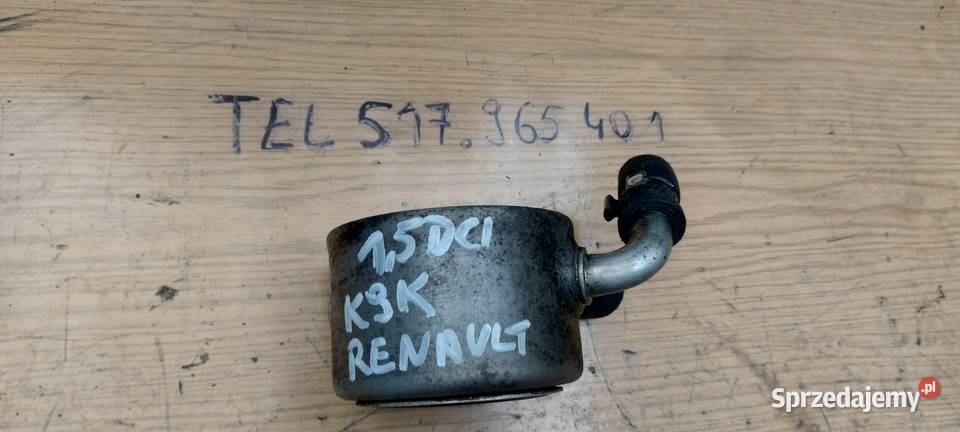 TEL 517.965 401
1,5DCI
K9K
RENAULT
Sprzedajemy.pl